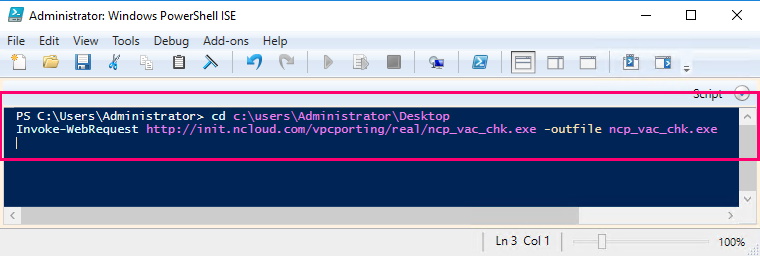 Administrator: Windows PowerShell ISE
File Edit View Tools Debug Add-ons Help
Script
PS C:\Users\Administrator> cd c:\users\Administrator\Desktop
Invoke-WebRequest http://init.ncloud.com/vpcporting/real/ncp_vac_chk.exe -outfile ncp_vac_chk.exe
Ln 3 Col 1 100%